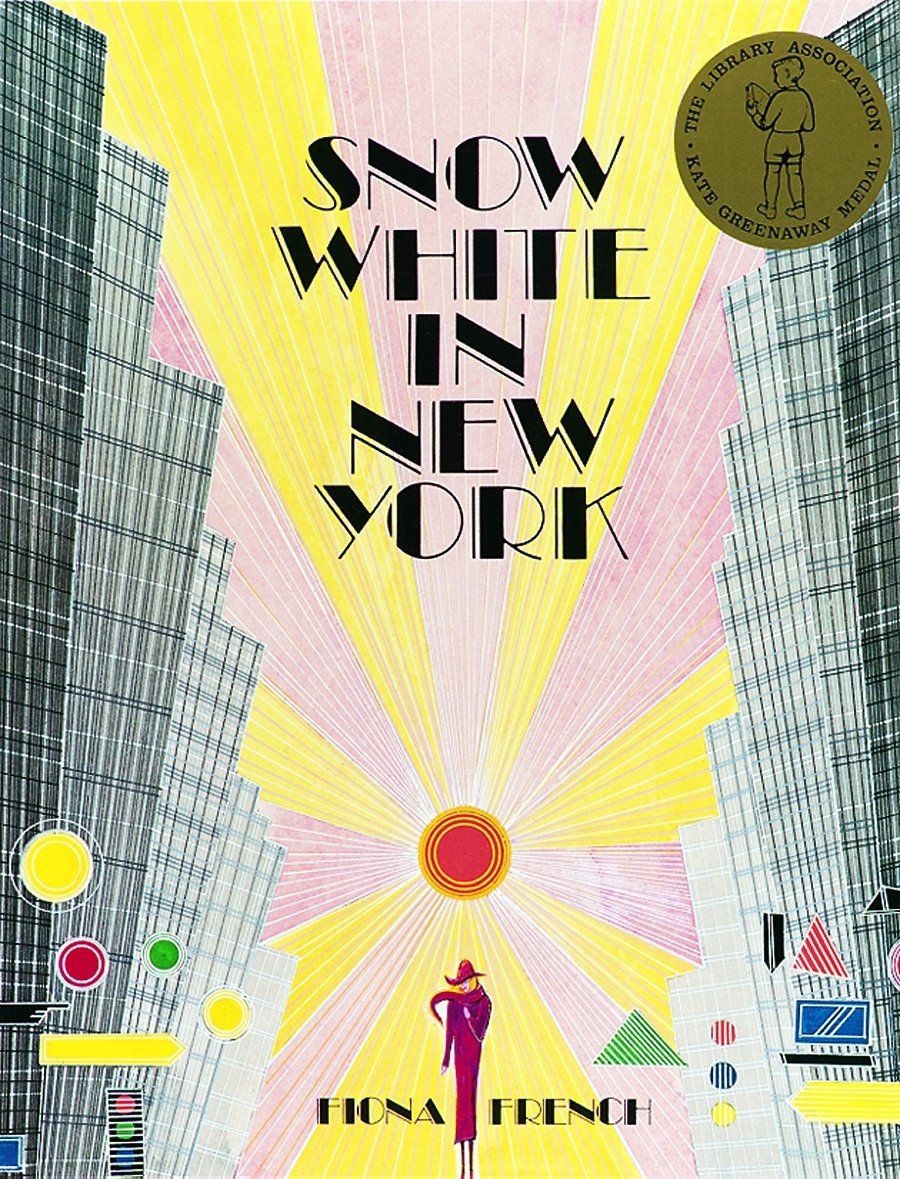 SNOW
WHITE
IN
NEW
YORK
THE LIBRARY ASSOCIATION
KATE GREENAWAY MEDAL
FIONA FRENCH